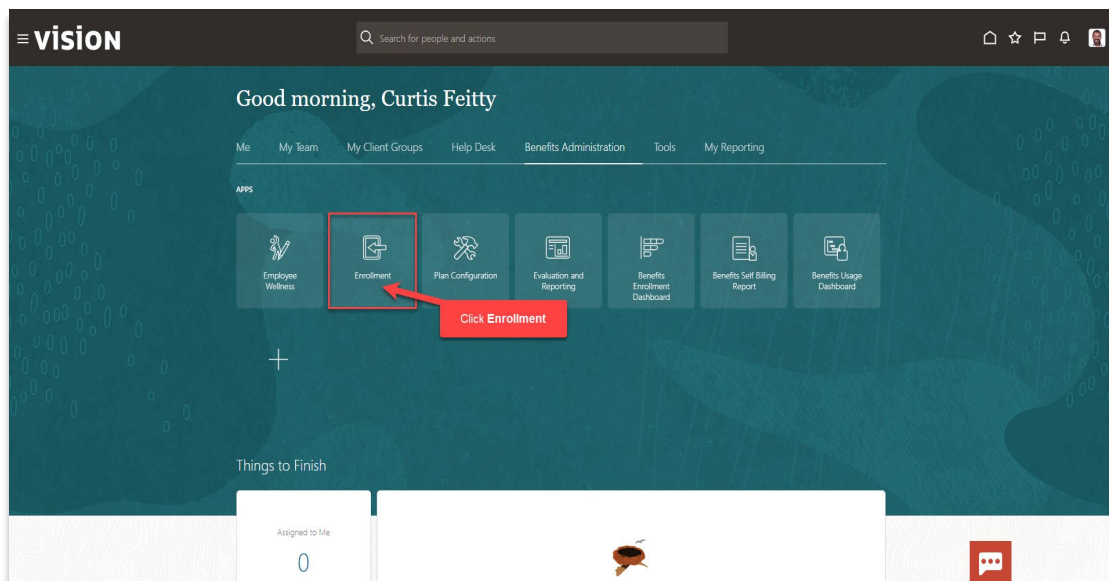 vision
Search for people and actions
Good morning, Curtis Feitty
Me My Team My Client Groups Help Desk Benefits Administration Tools My Reporting
APPS
Employee
Wellness
Enrollment
Plan Configuration
Evaluation and
Reporting
Benefits
Enrollment
Dashboard
Benefits Self Billing
Report
Benefits Usage
Dashboard
Click Enrollment
Things to Finish
Assigned to Me
0